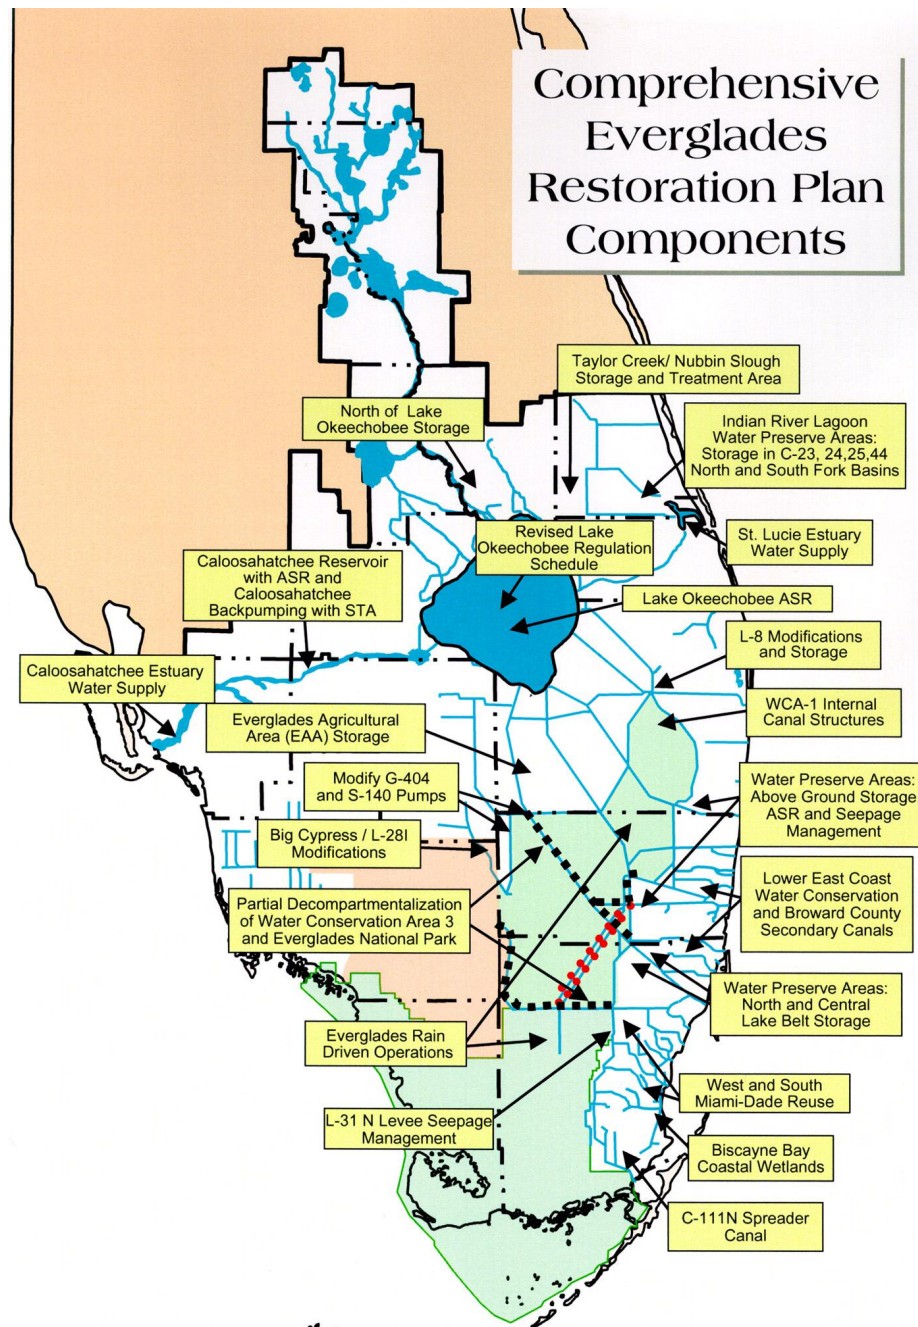 Comprehensive
Everglades
Restoration Plan
Components
Taylor Creek/ Nubbin Slough
Storage and Treatment Area
North of Lake
Okeechobee Storage
Indian River Lagoon
Water Preserve Areas:
Storage in C-23, 24,25,44
North and South Fork Basins
Revised Lake
Okeechobee Regulation
Schedule
St. Lucie Estuary
Water Supply
Caloosahatchee Reservoir
with ASR and
Caloosahatchee
Backpumping with STA
Lake Okeechobee ASR
L-8 Modifications
and Storage
Caloosahatchee Estuary
Water Supply
WCA-1 Internal
Canal Structures
Everglades Agricultural
Area (EAA) Storage
Modify G-404
and S-140 Pumps
Water Preserve Areas:
Above Ground Storage
ASR and Seepage
Management
Big Cypress / L-28I
Modifications
Lower East Coast
Water Conservation
and Broward County
Secondary Canals
Partial Decompartmentalization
of Water Conservation Area 3
and Everglades National Park
Water Preserve Areas:
North and Central
Lake Belt Storage
Everglades Rain
Driven Operations
West and South
Miami-Dade Reuse
L-31 N Levee Seepage
Management
Biscayne Bay
Coastal Wetlands
C-111N Spreader
Canal